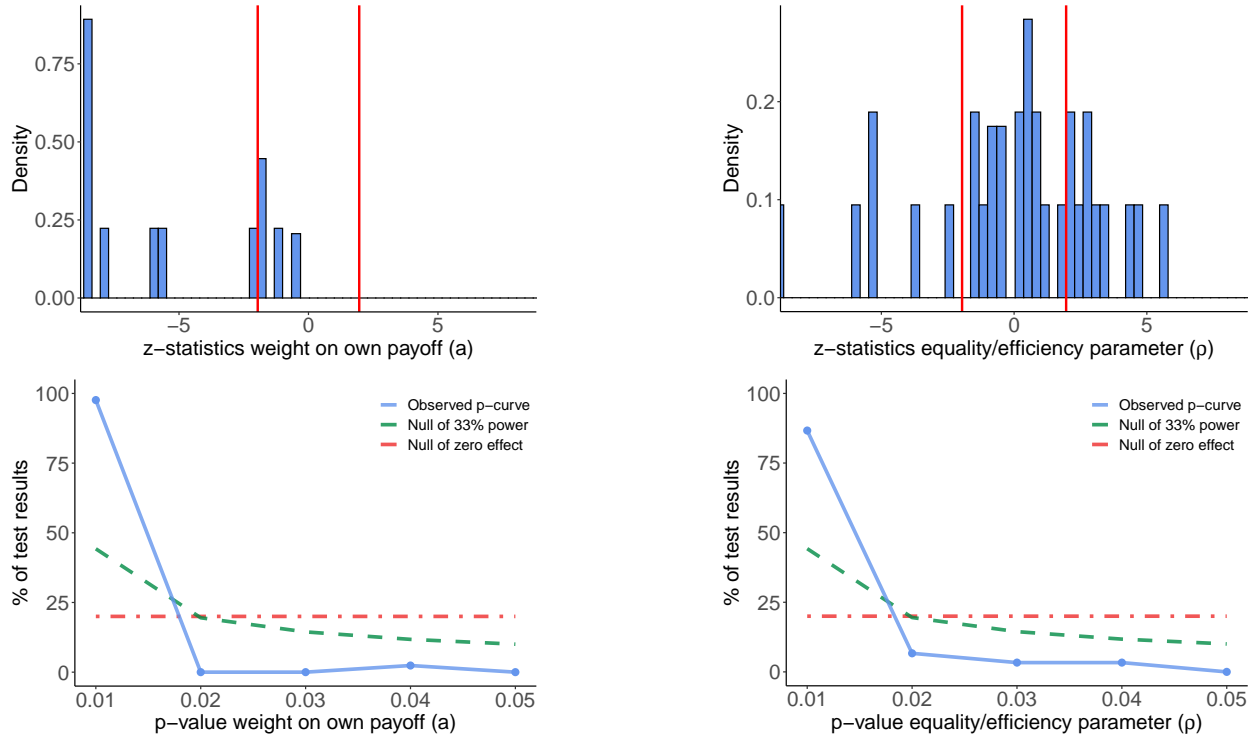 0.75
0.50
0.25
0.00
Density
−5
0
5
z−statistics weight on own payoff (a)
0.2
0.1
0.0
Density
−5
0
5
z−statistics equality/efficiency parameter (ρ)
100
75
50
25
0
% of test results
Observed p−curve
Null of 33% power
Null of zero effect
0.01
0.02
0.03
0.04
0.05
p−value weight on own payoff (a)
100
75
50
25
0
% of test results
Observed p−curve
Null of 33% power
Null of zero effect
0.01
0.02
0.03
0.04
0.05
p−value equality/efficiency parameter (ρ)